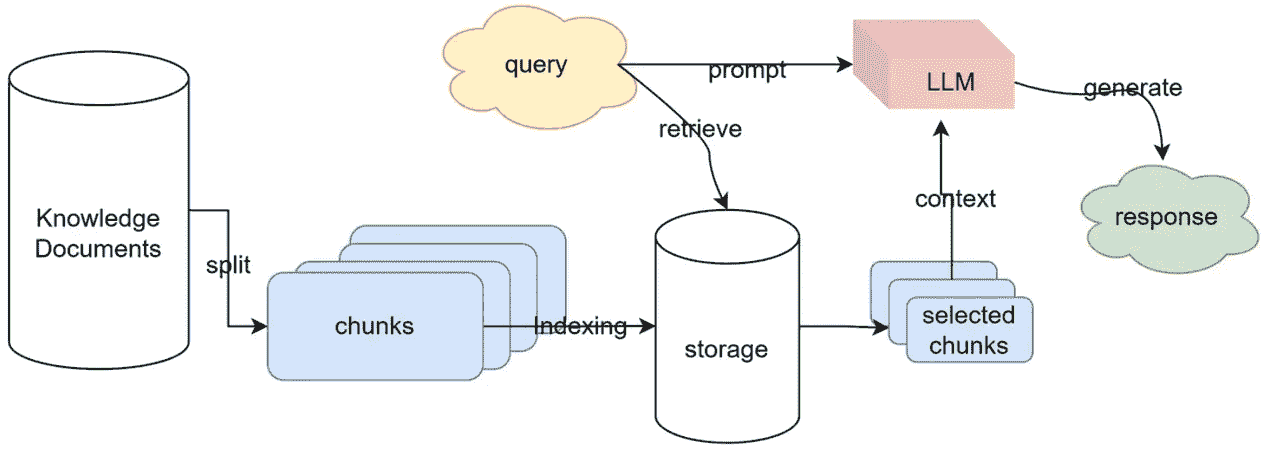 query
prompt
LLM
generate
retrieve
Knowledge
Documents
split
chunks
Indexing
storage
context
selected
chunks
response